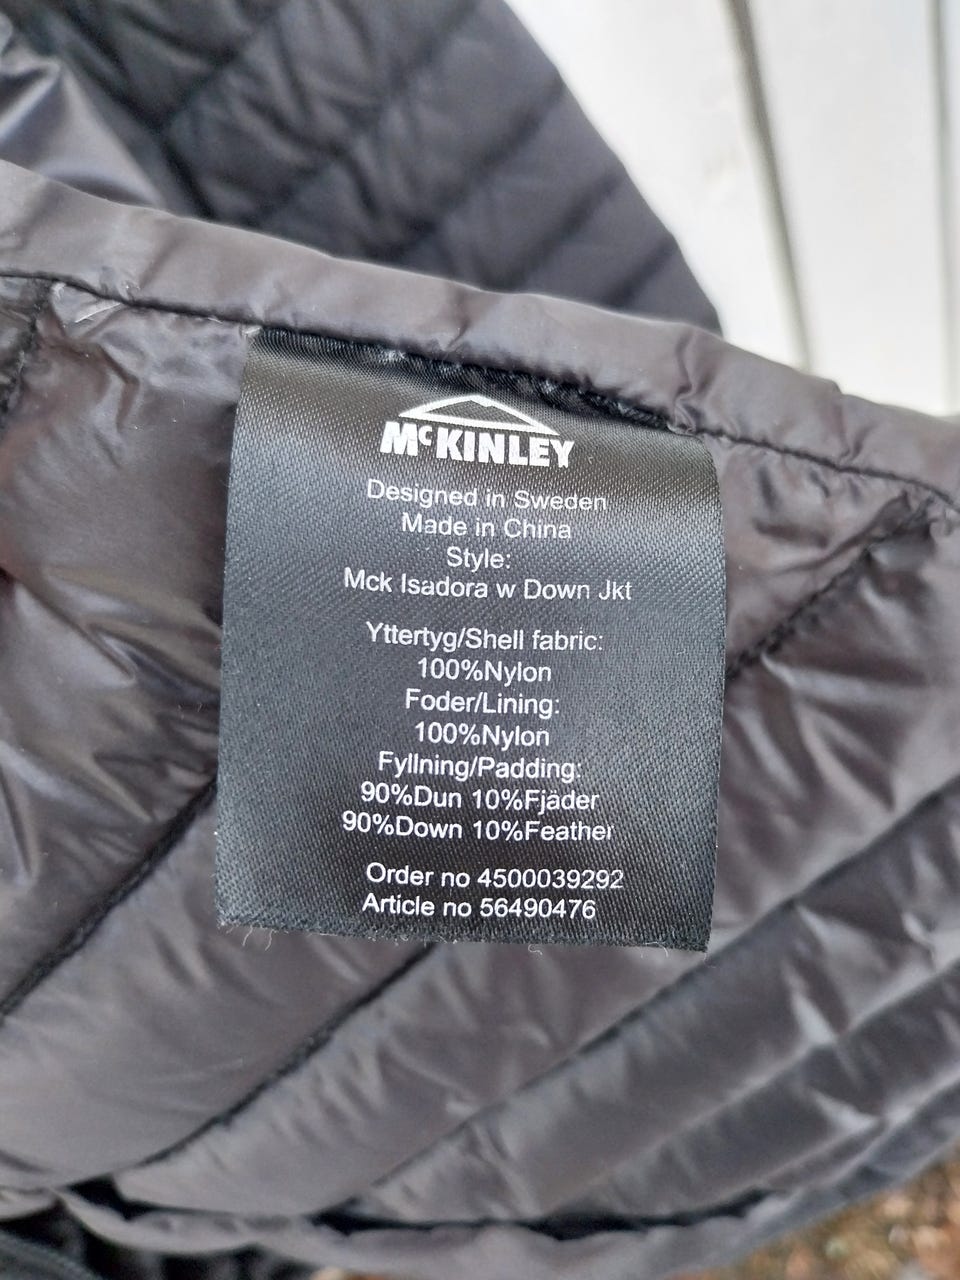 McKINLEY
Designed in Sweden
Made in China
Style:
Mck Isadora w Down Jkt
Yttertyg/Shell fabric:
100%Nylon
Foder/Lining:
100%Nylon
Fyllning/Padding:
90%Dun 10%Fjäder
90%Down 10%Feather
Order no 4500039292
Article no 56490476